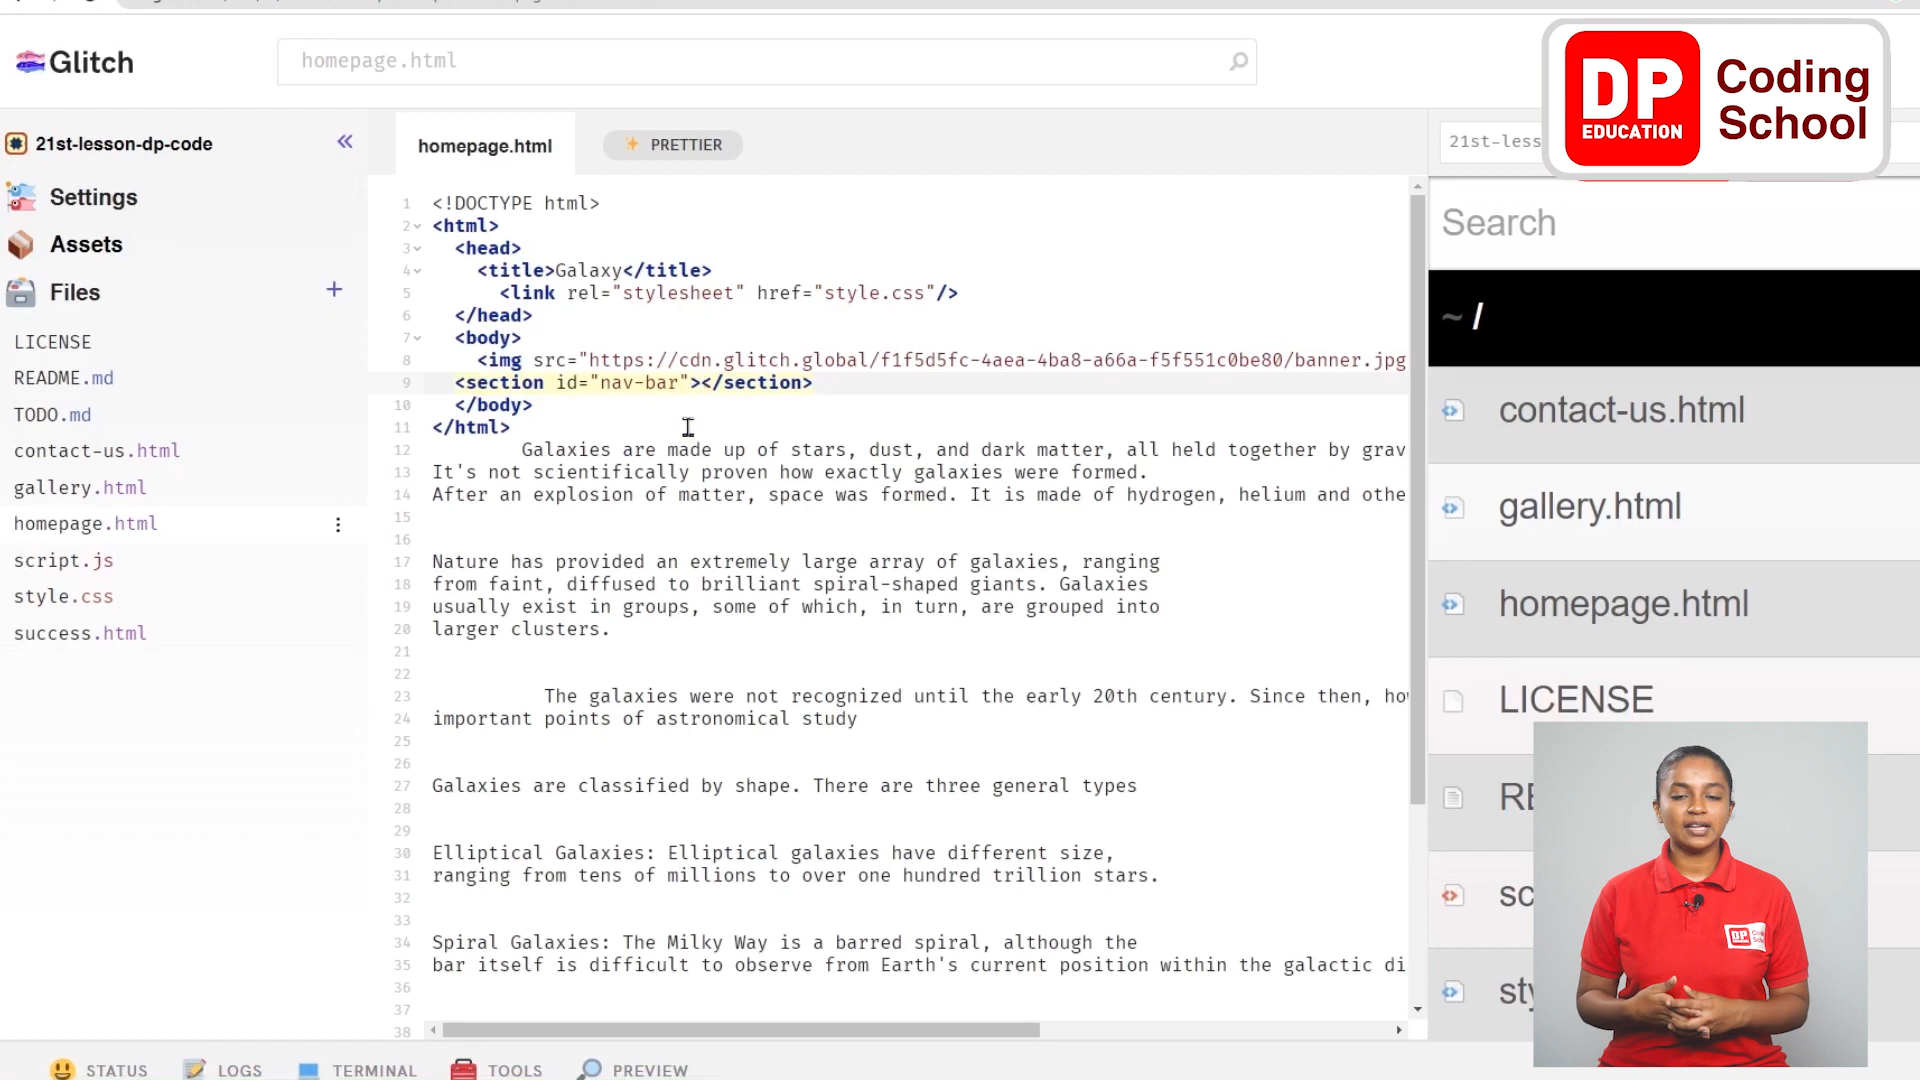 Glitch
homepage.html
DP
EDUCATION
Coding
School
21st-lesson-dp-code
Settings
Assets
Files
LICENSE
README.md
TODO.md
contact-us.html
gallery.html
homepage.html
script.js
style.css
success.html
homepage.html
PRETTIER
1 <!DOCTYPE html>
2 <html>
3 <head>
4 <title>Galaxy</title>
5 <link rel="stylesheet" href="style.css"/>
6 </head>
7 <body>
8 <img src="https://cdn.glitch.global/f1f5d5fc-4aea-4ba8-a66a-f5f551c0be80/banner.jpg
9 <section id="nav-bar"></section>
10 </body>
11 </html>
12 Galaxies are made up of stars, dust, and dark matter, all held together by grav
13 It's not scientifically proven how exactly galaxies were formed.
14 After an explosion of matter, space was formed. It is made of hydrogen, helium and othe
15
16
17 Nature has provided an extremely large array of galaxies, ranging
18 from faint, diffused to brilliant spiral-shaped giants. Galaxies
19 usually exist in groups, some of which, in turn, are grouped into
20 larger clusters.
21
22
23 The galaxies were not recognized until the early 20th century. Since then, ho
24 important points of astronomical study
25
26
27 Galaxies are classified by shape. There are three general types
28
29
30 Elliptical Galaxies: Elliptical galaxies have different size,
31 ranging from tens of millions to over one hundred trillion stars.
32
33
34 Spiral Galaxies: The Milky Way is a barred spiral, although the
35 bar itself is difficult to observe from Earth's current position within the galactic di
36
37
38
21st-less
Search
~ /
contact-us.html
gallery.html
homepage.html
LICENSE
RE
sc
sty
DP
STATUS
LOGS
TERMINAL
TOOLS
PREVIEW